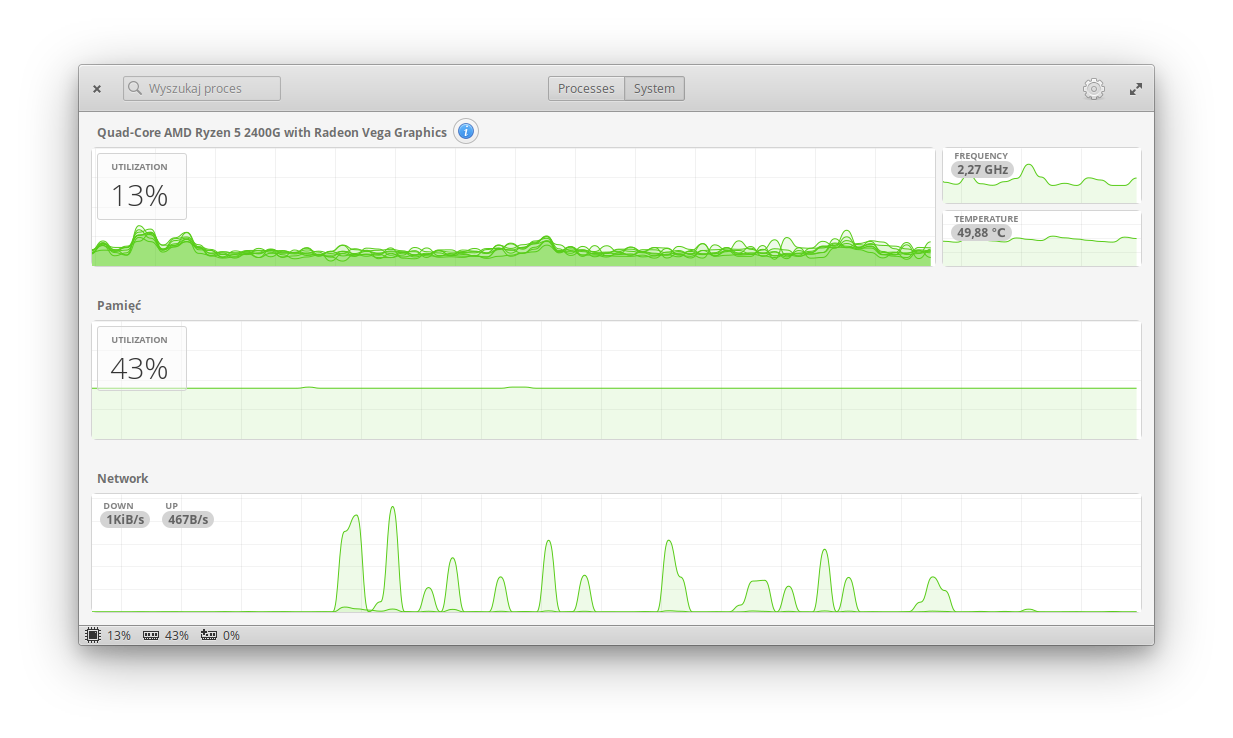 Wyszukaj proces
Processes
System
Quad-Core AMD Ryzen 5 2400G with Radeon Vega Graphics
UTILIZATION
13%
FREQUENCY
2,27 GHz
TEMPERATURE
49,88 °C
Pamięć
UTILIZATION
43%
Network
DOWN UP
1KiB/s 467B/s
13% 43% 0%